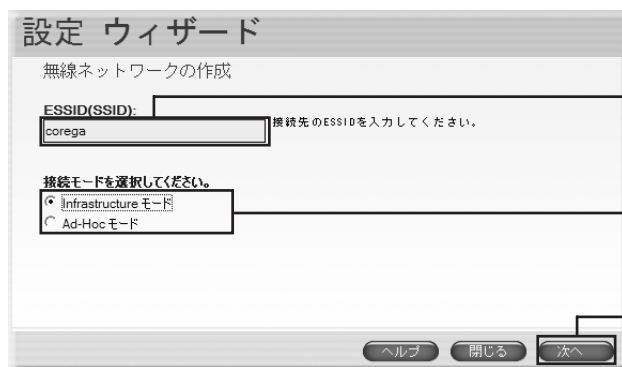 設定 ウィザード
無線ネットワークの作成
ESSID(SSID):
corega
接続先のESSIDを入力してください。
接続モードを選択してください。
Infrastructure モード
Ad-Hoc モード
ヘルプ 閉じる 次へ